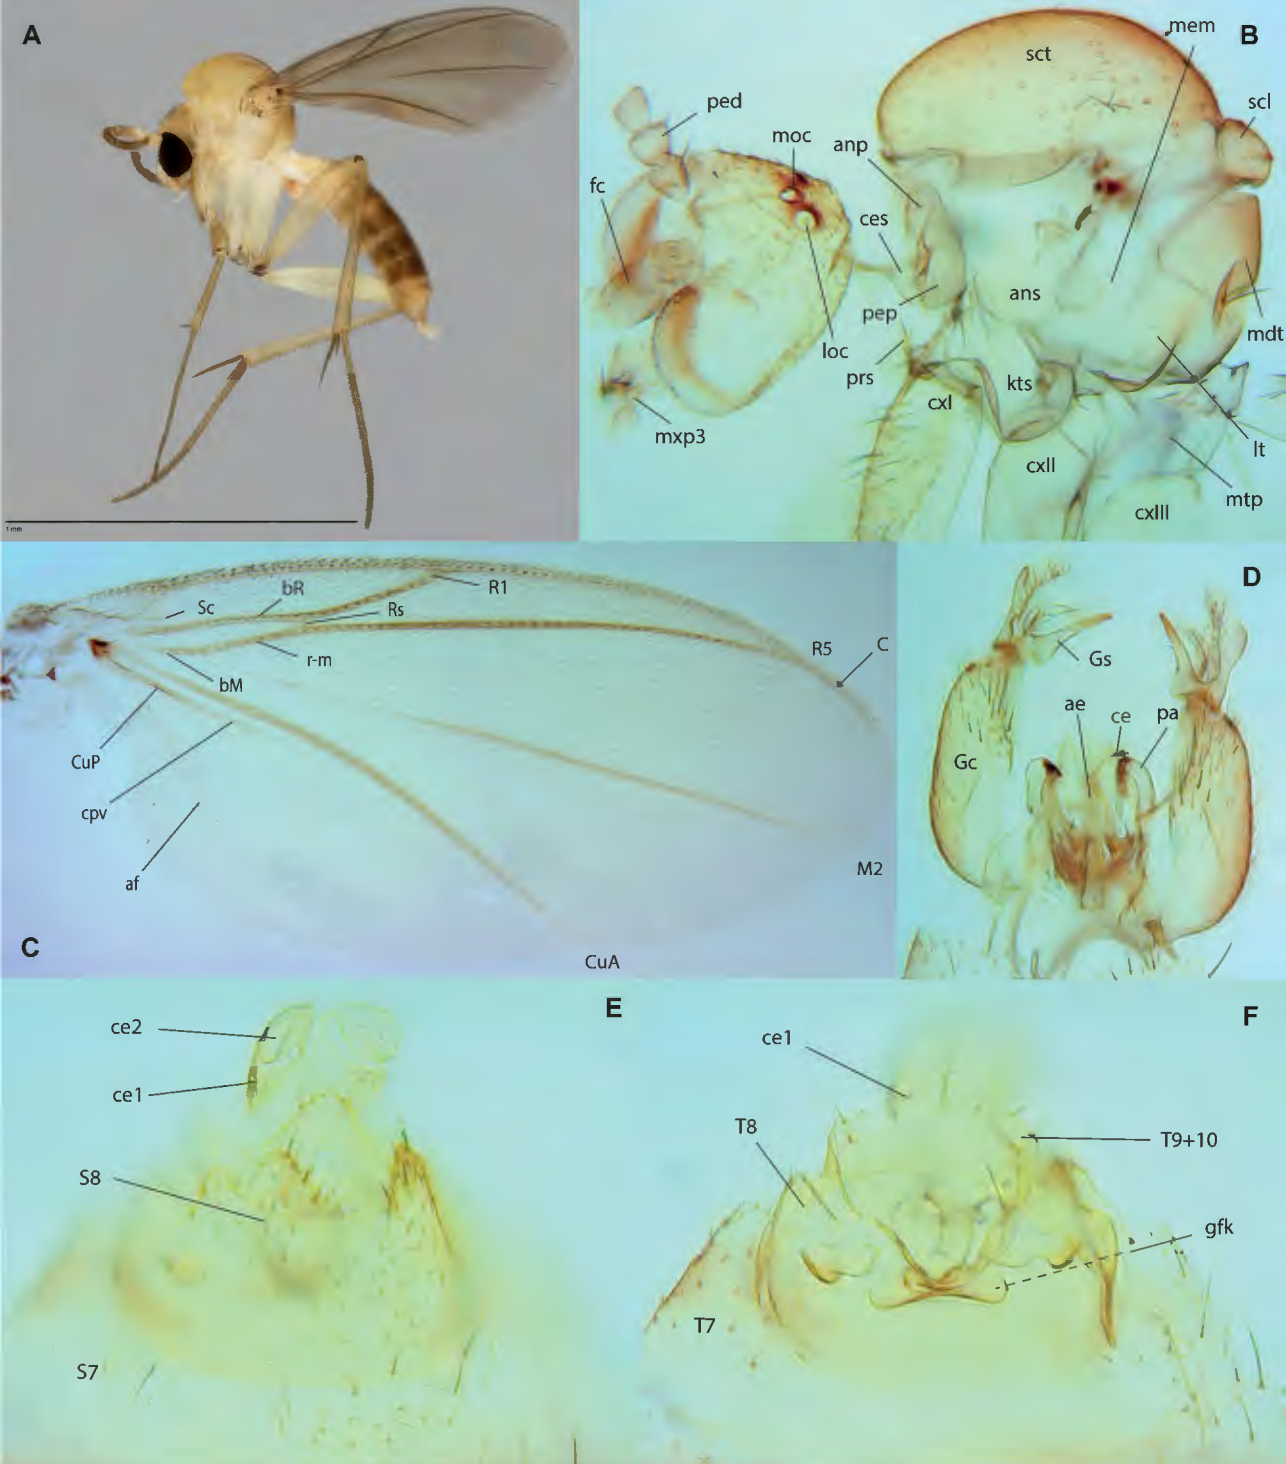 A
1 mm
B
mem
sct
scl
ped
moc
anp
fc
ces
ans
pep
mdt
loc
prs
kts
cxI
mxp3
lt
cxII
mtp
cxIII
D
bR
R1
Sc
Rs
R5
C
r-m
Gs
bM
ae
ce
pa
CuP
Gc
cpv
M2
af
C
CuA
E
F
ce2
ce1
ce1
T8
T9+10
S8
gfk
T7
S7